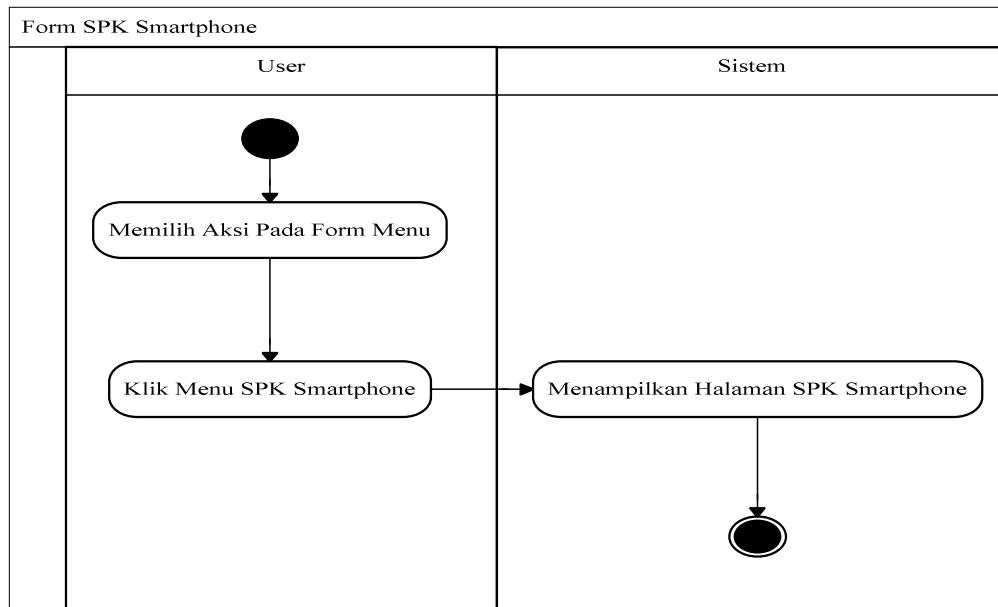 Form SPK Smartphone
User
Sistem
Memilih Aksi Pada Form Menu
Klik Menu SPK Smartphone
Menampilkan Halaman SPK Smartphone